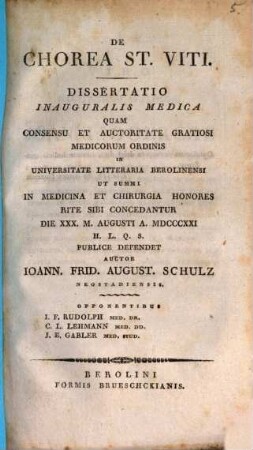 5.
DE
CHOREA ST. VITI.
DISSERTATIO
INAUGURALIS MEDICA
QUAM
CONSENSU ET AUCTORITATE GRATIOSI
MEDICORUM ORDINIS
IN
UNIVERSITATE LITTERARIA BEROLINENSI
UT SUMMI
IN MEDICINA ET CHIRURGIA HONORES
RITE SIBI CONCEDANTUR
DIE XXX. M. AUGUSTI A. MDCCCXXI
H. L. Q. S.
PUBLICE DEFENDET
AUCTOR
IOANN. FRID. AUGUST. SCHULZ
NEOSTADIENSIS.
OPPONENTIBUS
I. F. RUDOLPH MED. DR.
C. L. LEHMANN MED. DD.
J. E. GABLER MED. STUD.
BEROLINI
FORMIS BRUESCHCKIANIS.